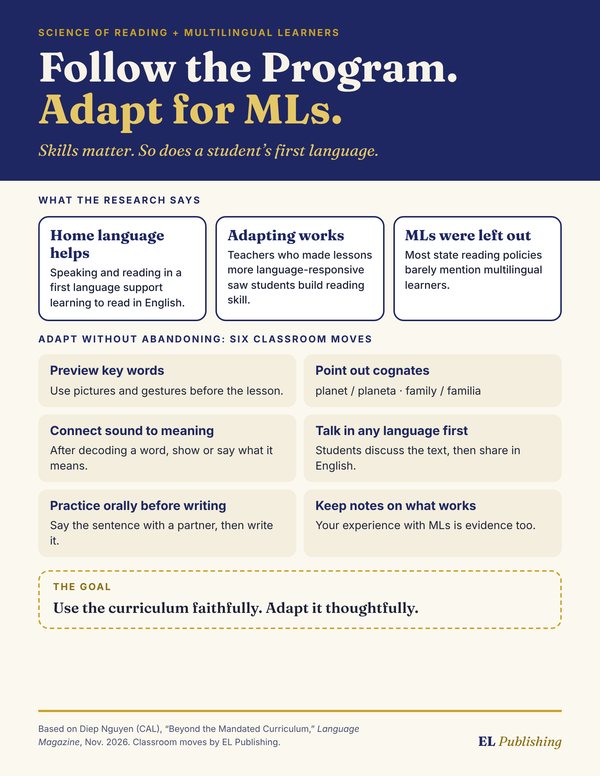 SCIENCE OF READING + MULTILINGUAL LEARNERS
Follow the Program.
Adapt for MLs.
Skills matter. So does a student's first language.
WHAT THE RESEARCH SAYS
Home language
helps
Speaking and reading in a
first language support
learning to read in English.
Adapting works
Teachers who made lessons
more language-responsive
saw students build reading
skill.
MLs were left out
Most state reading policies
barely mention multilingual
learners.
ADAPT WITHOUT ABANDONING: SIX CLASSROOM MOVES
Preview key words
Use pictures and gestures before the lesson.
Point out cognates
planet / planeta · family / familia
Connect sound to meaning
After decoding a word, show or say what it
means.
Talk in any language first
Students discuss the text, then share in
English.
Practice orally before writing
Say the sentence with a partner, then write
it.
Keep notes on what works
Your experience with MLs is evidence too.
THE GOAL
Use the curriculum faithfully. Adapt it thoughtfully.
Based on Diep Nguyen (CAL), “Beyond the Mandated Curriculum,” Language
Magazine, Nov. 2026. Classroom moves by EL Publishing.
EL Publishing